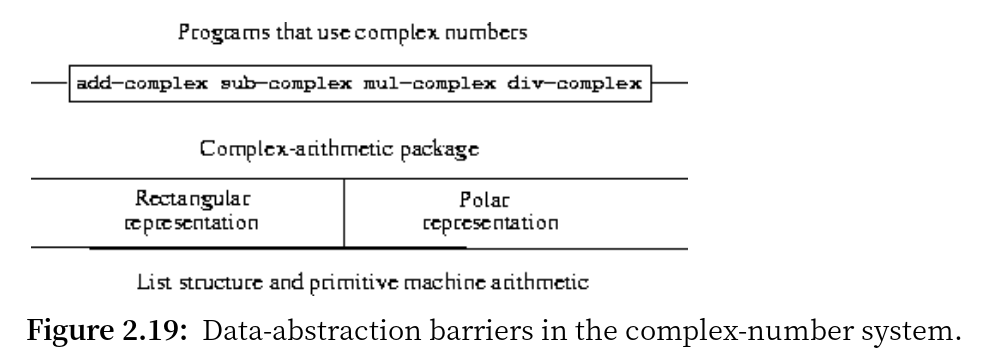 Programs that use complex numbers
add-complex sub-complex mul-complex div-complex
Complex-arithmetic package
Rectangular representation
Polar representation
List structure and primitive machine arithmetic
Figure 2.19: Data-abstraction barriers in the complex-number system.